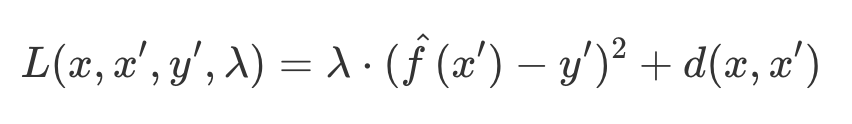 L(x, x′, y′, λ) = λ · (f̂(x′) − y′)² + d(x, x′)